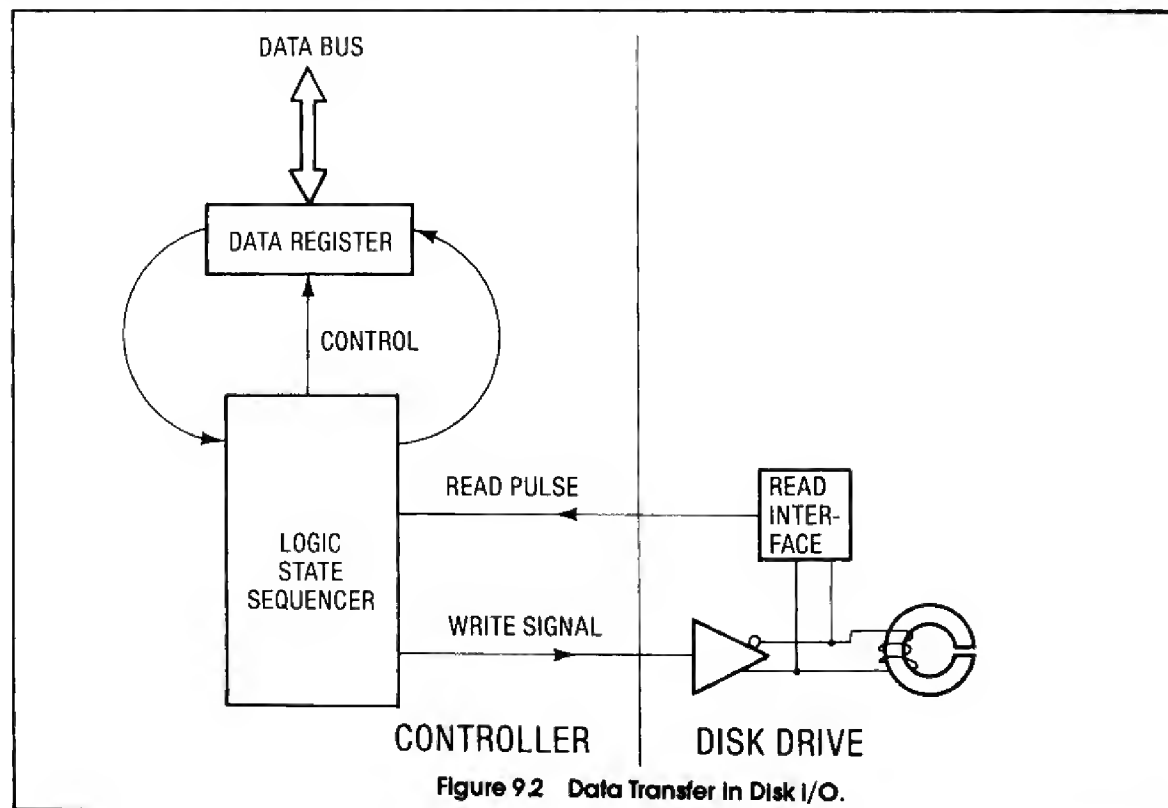 DATA BUS
DATA REGISTER
CONTROL
READ PULSE
READ
INTER-
FACE
LOGIC
STATE
SEQUENCER
WRITE SIGNAL
CONTROLLER
DISK DRIVE
Figure 9.2 Data Transfer in Disk I/O.